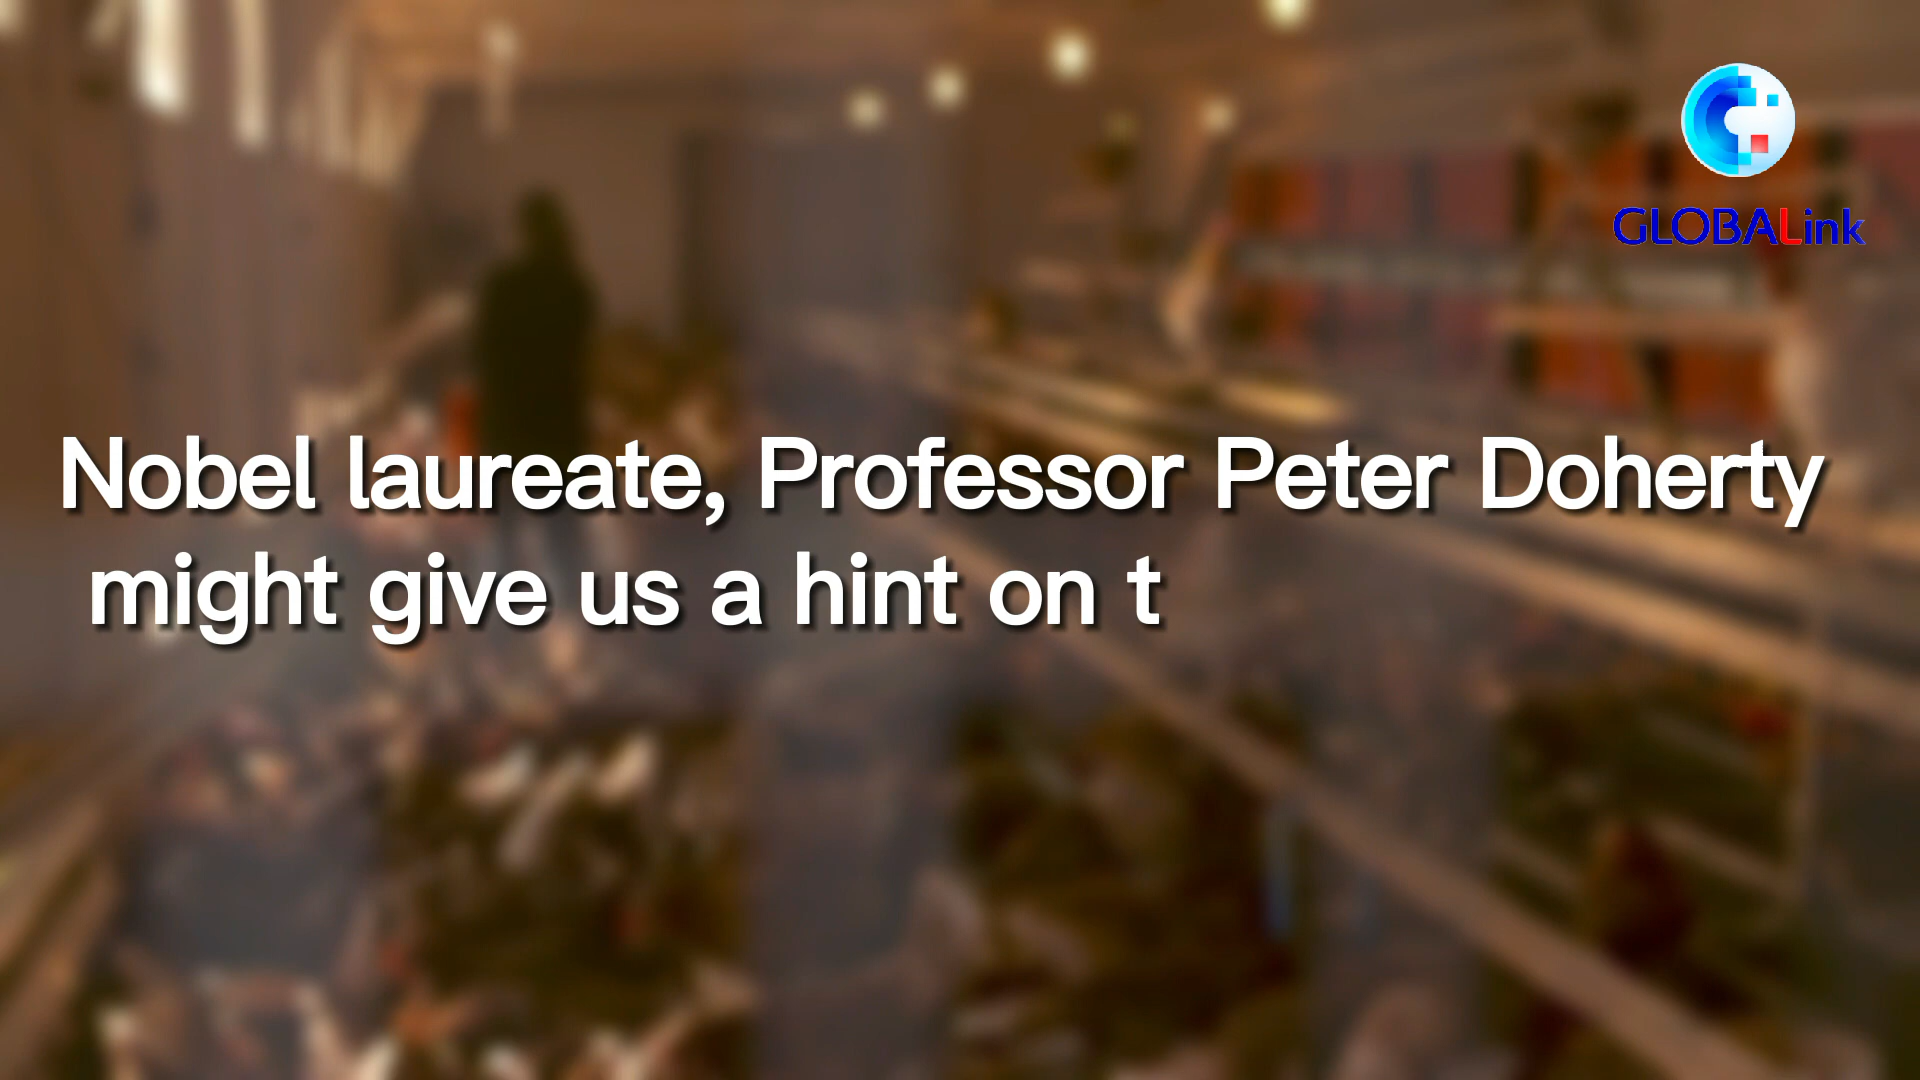 GLOBALink
Nobel laureate, Professor Peter Doherty
might give us a hint on t